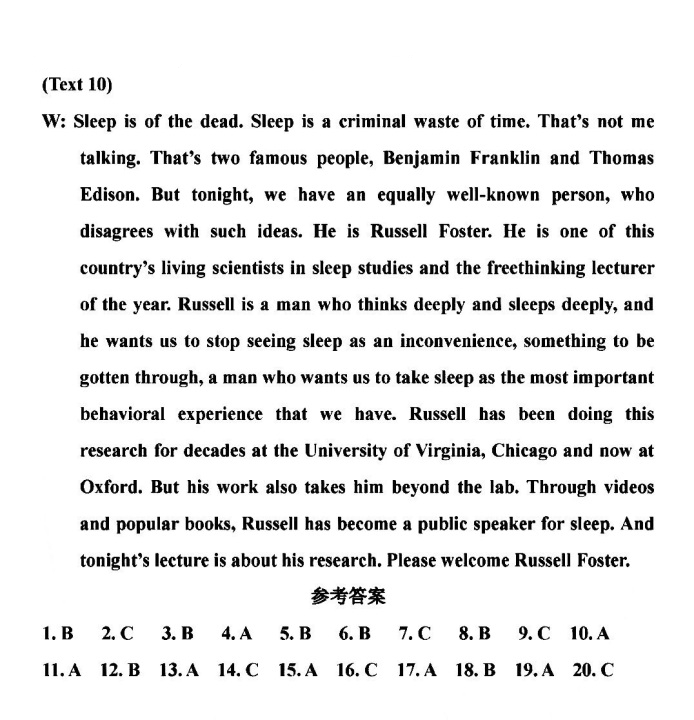 (Text 10)
W: Sleep is of the dead. Sleep is a criminal waste of time. That's not me
talking. That's two famous people, Benjamin Franklin and Thomas
Edison. But tonight, we have an equally well-known person, who
disagrees with such ideas. He is Russell Foster. He is one of this
country's living scientists in sleep studies and the freethinking lecturer
of the year. Russell is a man who thinks deeply and sleeps deeply, and
he wants us to stop seeing sleep as an inconvenience, something to be
gotten through, a man who wants us to take sleep as the most important
behavioral experience that we have. Russell has been doing this
research for decades at the University of Virginia, Chicago and now at
Oxford. But his work also takes him beyond the lab. Through videos
and popular books, Russell has become a public speaker for sleep. And
tonight's lecture is about his research. Please welcome Russell Foster.
参考答案
1. B 2. C 3. B 4. A 5. B 6. B 7. C 8. B 9. C 10. A
11. A 12. B 13. A 14. C 15. A 16. C 17. A 18. B 19. A 20. C